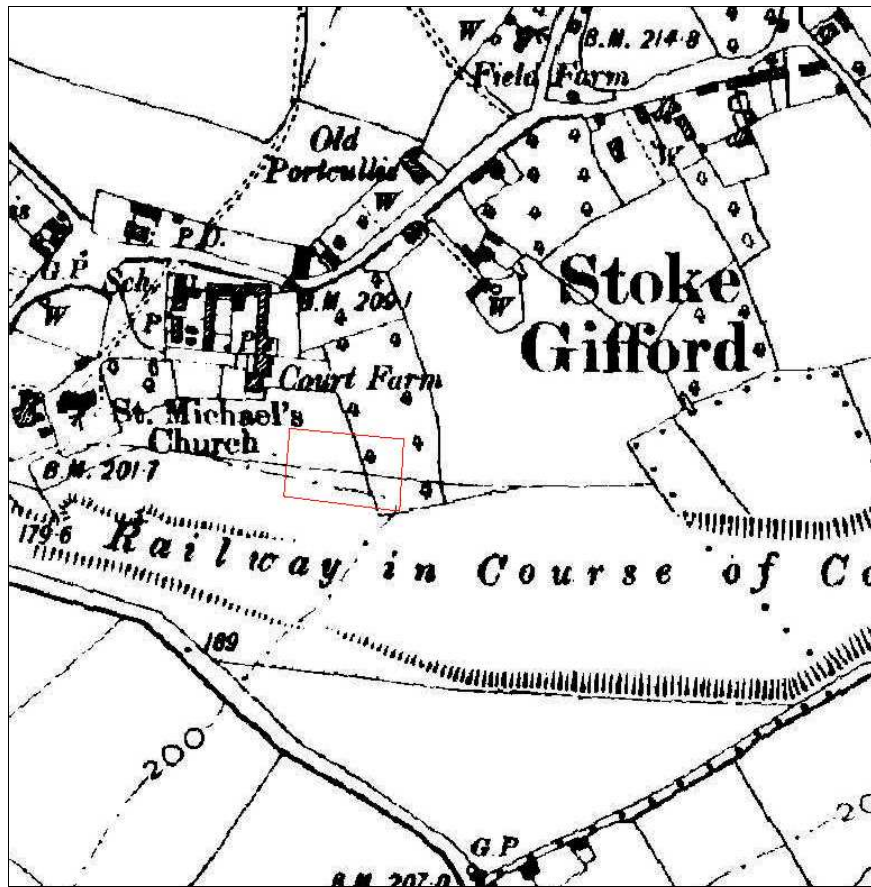 W
B.M. 214·8
Field Farm
Old
Portcullis
W
W
P
D.
G.P
Sch.
B.M. 209·1
W
Stoke
Gifford
W
P
P
Court Farm
St. Michael's
Church
B.M. 201·7
179·6
Railway in Course of Co
189
200
20
G.P
B.M. 207·0